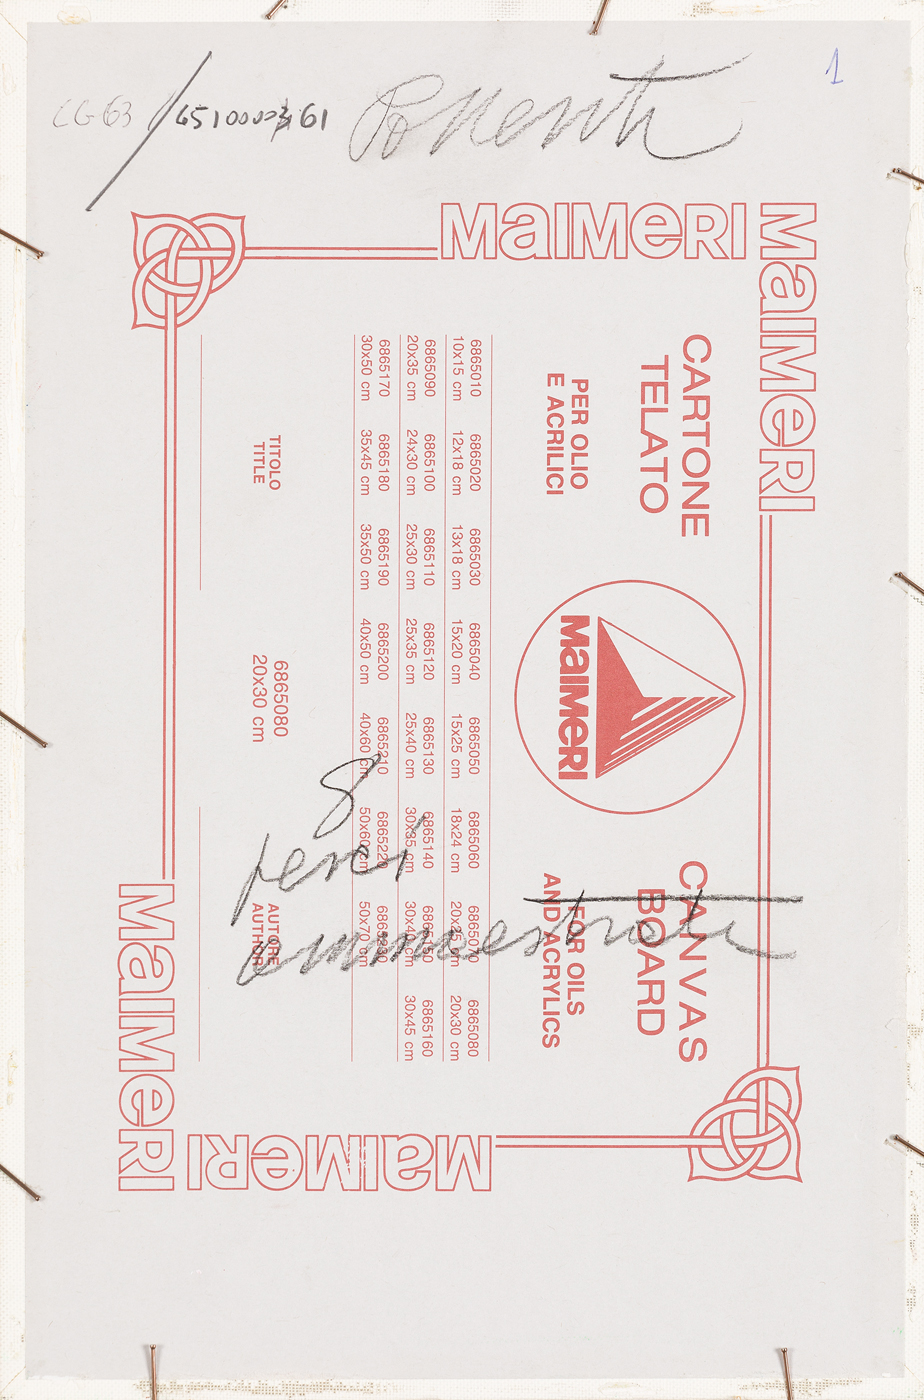 CG 63
1
MAIMERI
MAIMERI
CARTONE
TELATO
PER OLIO
E ACRILICI
MAIMERI
CANVAS
BOARD
FOR OILS
AND ACRYLICS
6865010 6865020 6865030 6865040 6865050 6865060 6865070 6865080
10x15 cm 12x18 cm 13x18 cm 15x20 cm 15x25 cm 18x24 cm 20x25 cm 20x30 cm
6865090 6865100 6865110 6865120 6865130 6865140 6865150 6865160
20x35 cm 24x30 cm 25x30 cm 25x35 cm 25x40 cm 30x35 cm 30x40 cm 30x45 cm
6865170 6865180 6865190 6865200 6865210 6865220 6865230
30x50 cm 35x45 cm 35x50 cm 40x50 cm 40x60 cm 50x60 cm 50x70 cm
TITOLO
TITLE
6865080
20x30 cm
AUTORE
AUTHOR
8
pesci
ammaestrati
MAIMERI
MAIMERI